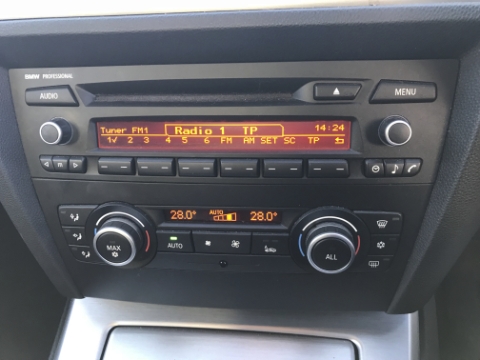 BMW PROFESSIONAL
AUDIO
MENU
Tuner FM1 Radio 1 TP 14:24
1✓ 2 3 4 5 6 FM AM SET SC TP
m
28.0° AUTO 28.0°
MAX
AUTO
ALL